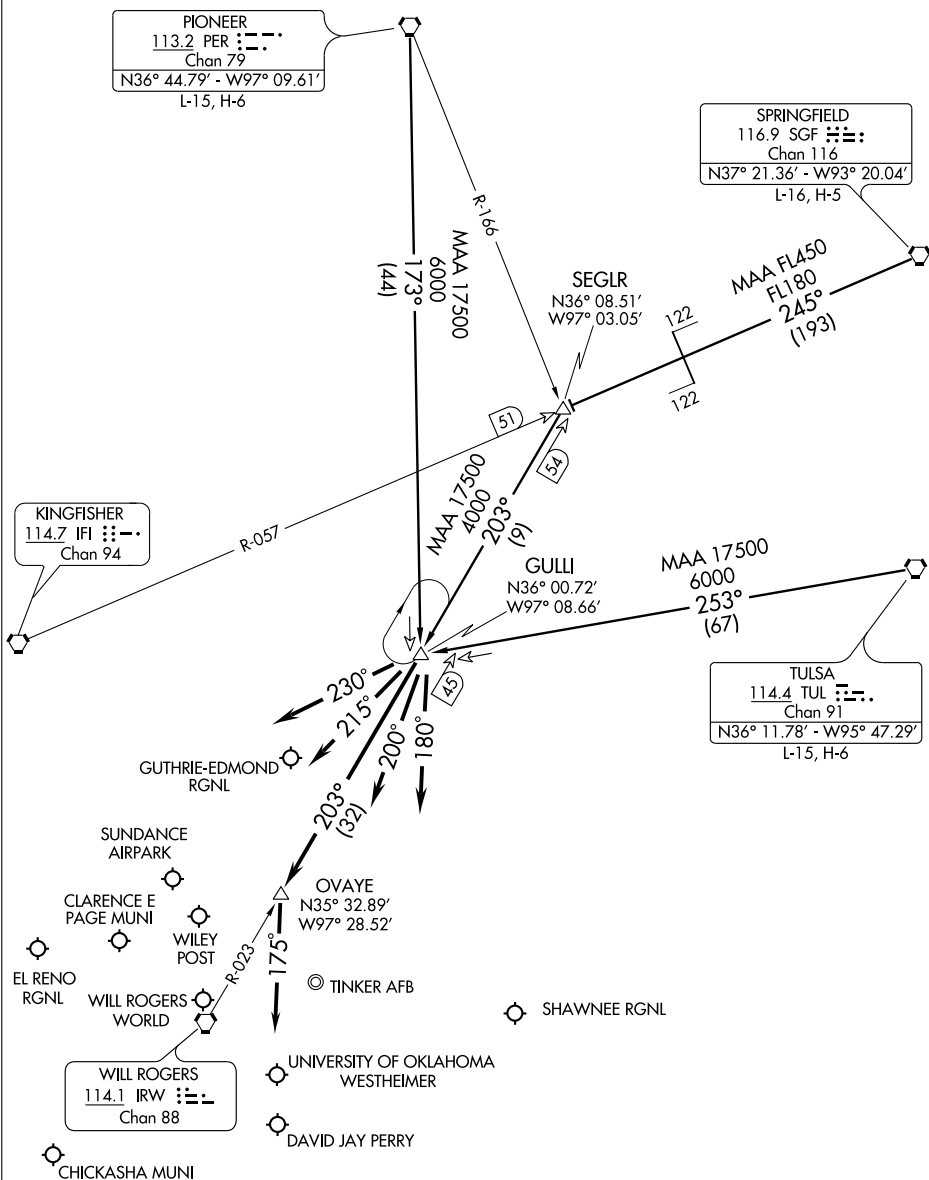 PIONEER
113.2 PER
Chan 79
N36° 44.79' - W97° 09.61'
L-15, H-6
SPRINGFIELD
116.9 SGF
Chan 116
N37° 21.36' - W93° 20.04'
L-16, H-5
R-166
MAA 17500
6000
173°
(44)
MAA FL450
FL180
245°
(193)
122
122
SEGLR
N36° 08.51'
W97° 03.05'
51
54
MAA 17500
4000
203°
(9)
KINGFISHER
114.7 IFI
Chan 94
R-057
GULLI
N36° 00.72'
W97° 08.66'
MAA 17500
6000
253°
(67)
45
TULSA
114.4 TUL
Chan 91
N36° 11.78' - W95° 47.29'
L-15, H-6
230°
215°
200°
180°
203°
(32)
GUTHRIE-EDMOND
RGNL
SUNDANCE
AIRPARK
CLARENCE E
PAGE MUNI
WILEY
POST
EL RENO
RGNL
OVAYE
N35° 32.89'
W97° 28.52'
R-023
175°
TINKER AFB
WILL ROGERS
WORLD
SHAWNEE RGNL
WILL ROGERS
114.1 IRW
Chan 88
UNIVERSITY OF OKLAHOMA
WESTHEIMER
DAVID JAY PERRY
CHICKASHA MUNI